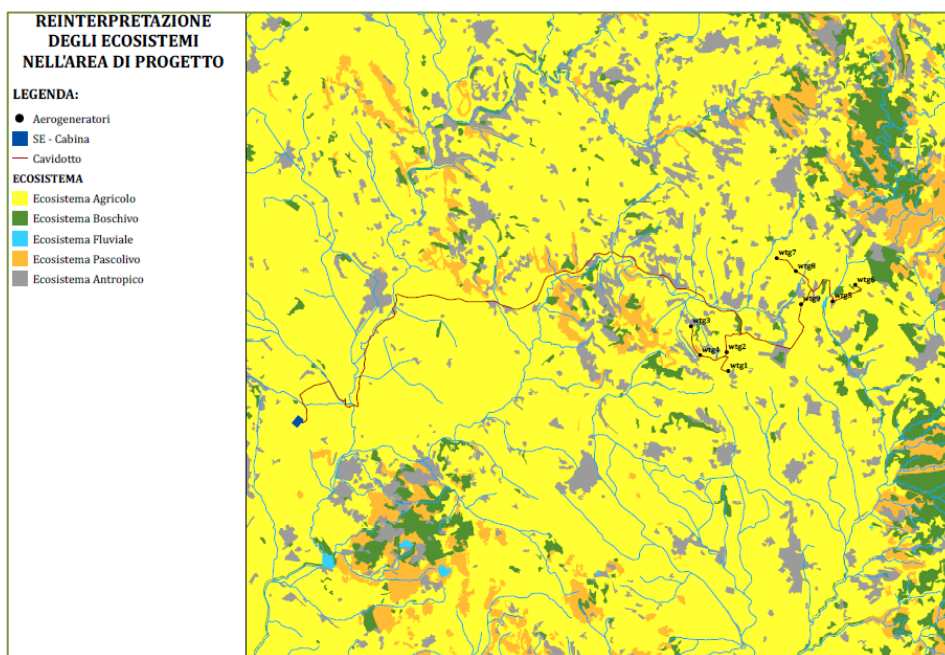 REINTERPRETAZIONE
DEGLI ECOSISTEMI
NELL'AREA DI PROGETTO
LEGENDA:
Aerogeneratori
SE - Cabina
Cavidotto
ECOSISTEMA
Ecosistema Agricolo
Ecosistema Boschivo
Ecosistema Fluviale
Ecosistema Pascolivo
Ecosistema Antropico
wtg7
wtg8
wtg6
wtg9
wtg5
wtg3
wtg4
wtg2
wtg1